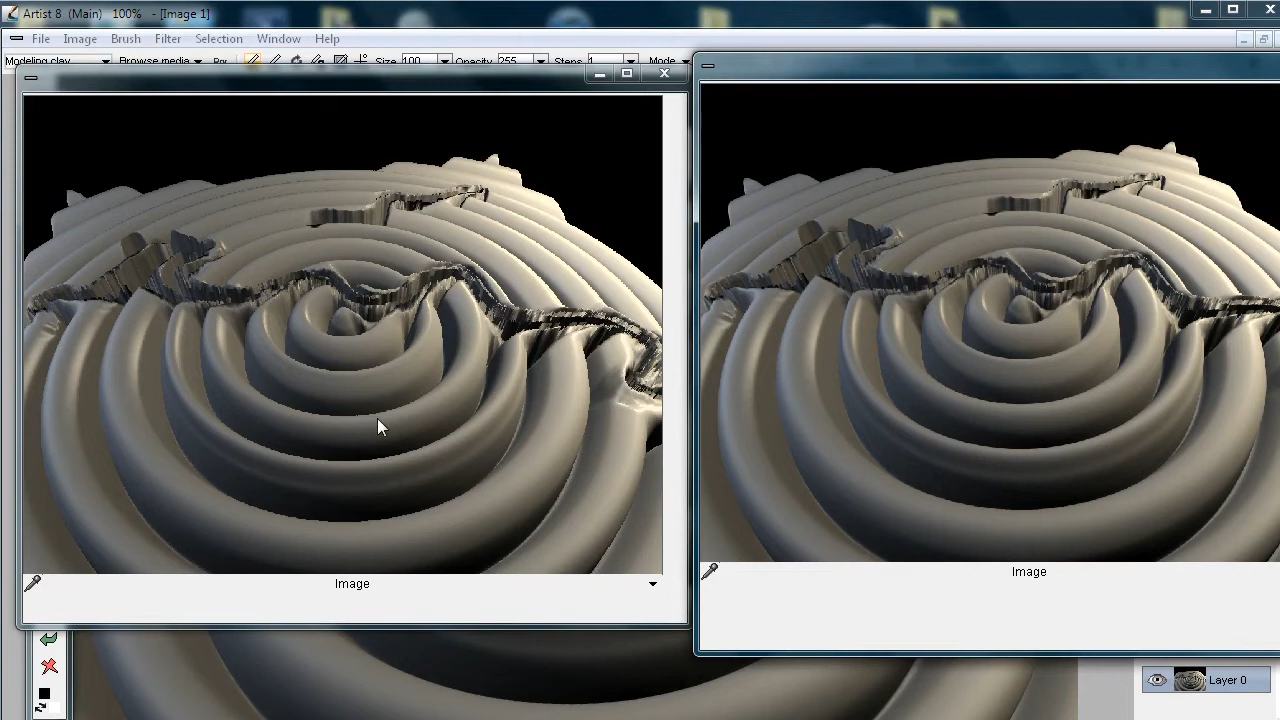 Artist 8 (Main) 100% - [Image 1]
File Image Brush Filter Selection Window Help
Modeling clay Browse media Size 100 Opacity 255 Steps 1 Mode
Image
Image
Layer 0